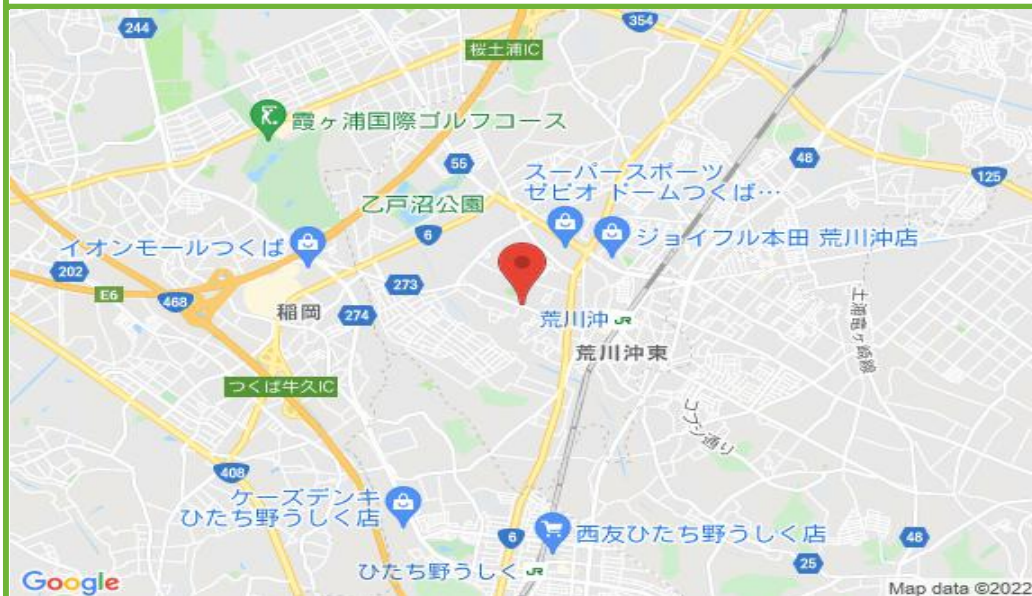 244
354
桜土浦IC
霞ヶ浦国際ゴルフコース
48
55
125
スーパースポーツ
ゼビオ ドームつくば…
乙戸沼公園
6
イオンモールつくば
ジョイフル本田 荒川沖店
202
273
E6
468
稲岡
274
荒川沖 JR
土浦竜ヶ崎線
荒川沖東
つくば牛久IC
コブシ通り
408
ケーズデンキ
ひたち野うしく店
6
西友ひたち野うしく店
48
25
ひたち野うしく JR
Google
Map data ©2022